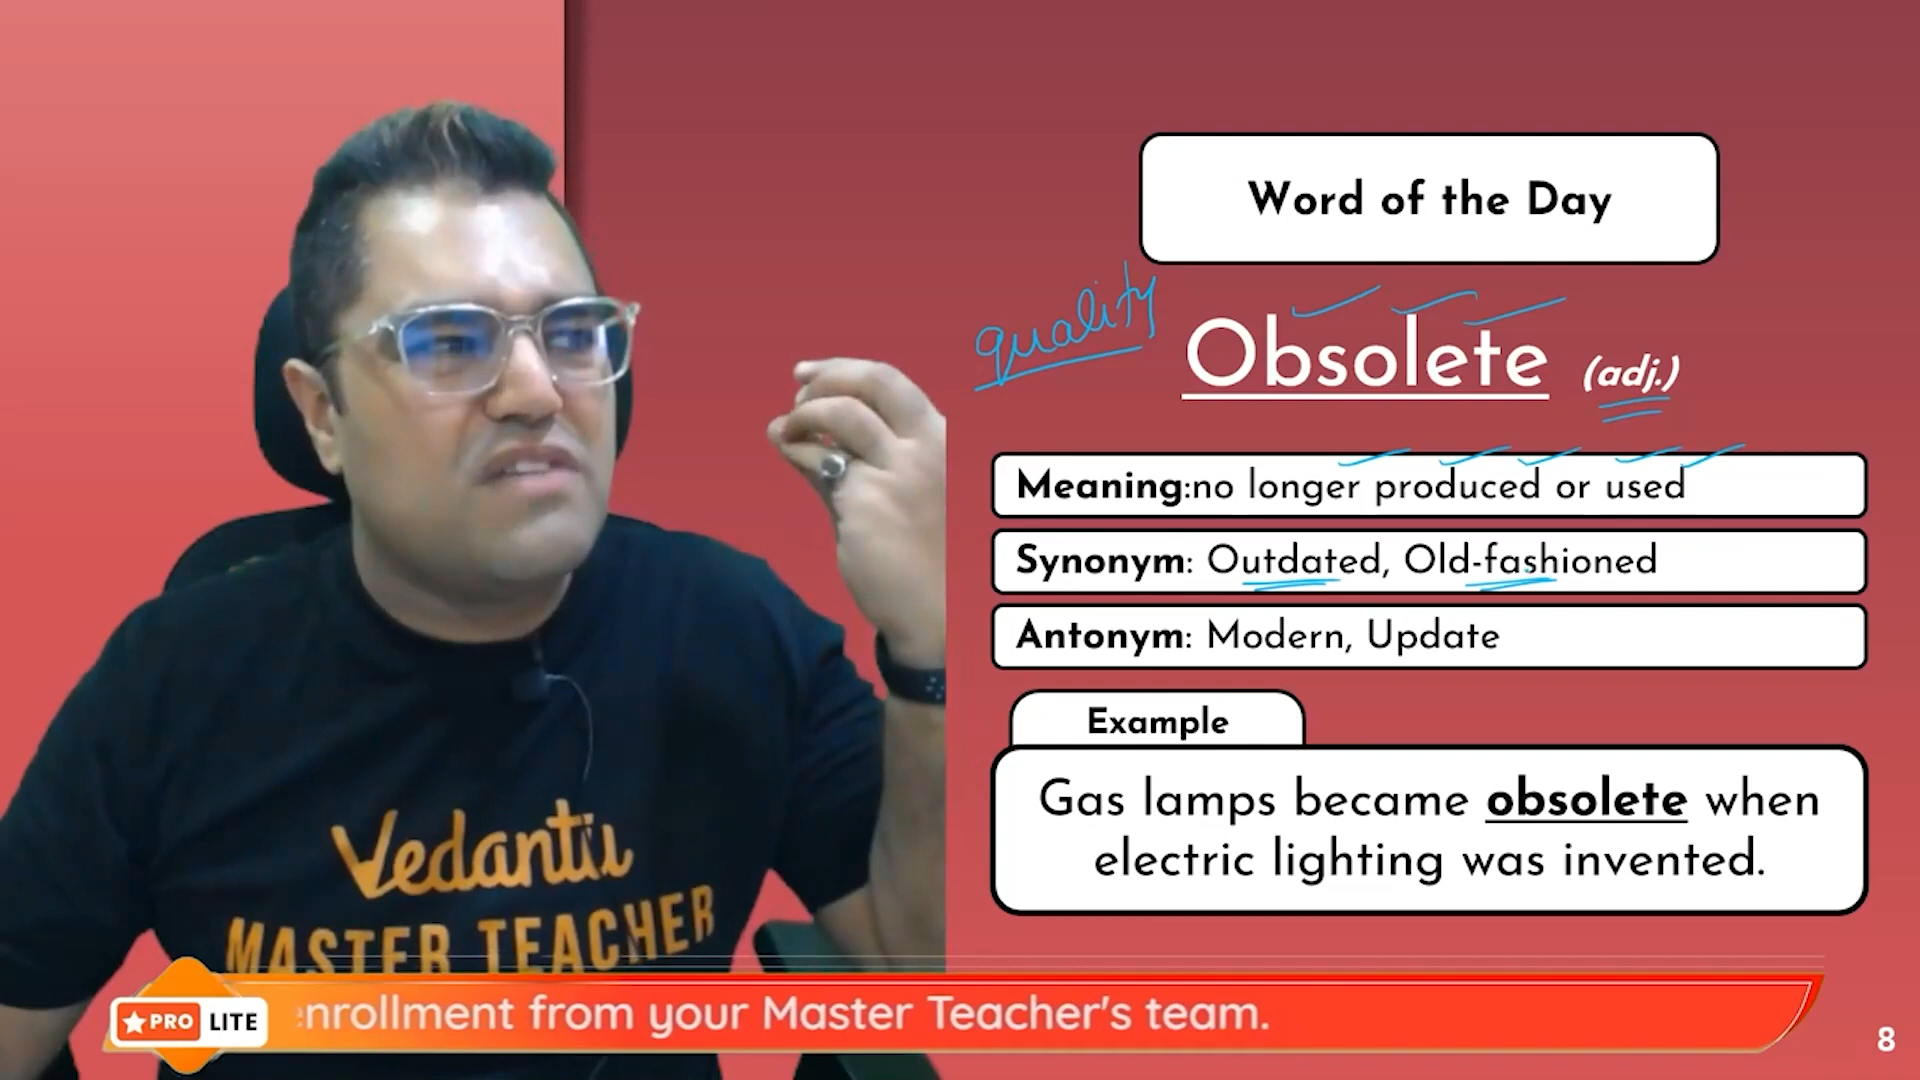 Word of the Day
quality
Obsolete (adj.)
Meaning:no longer produced or used
Synonym: Outdated, Old-fashioned
Antonym: Modern, Update
Example
Gas lamps became obsolete when
electric lighting was invented.
Vedantu
MASTER TEACHER
PRO LITE
nrollment from your Master Teacher's team.
8